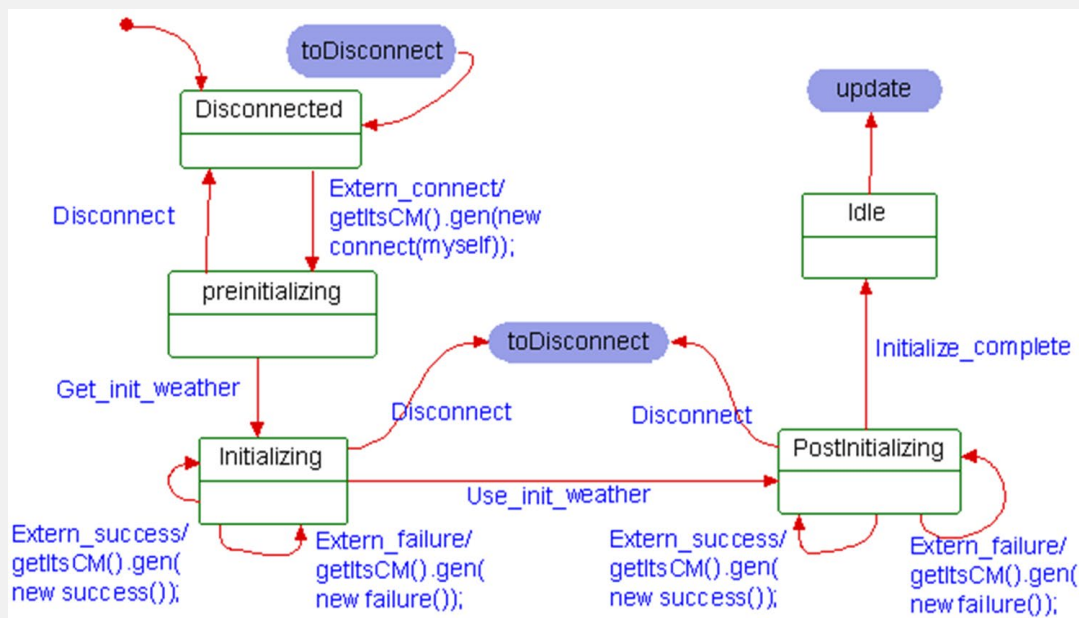 toDisconnect
Disconnected
update
Disconnect
Extern_connect/
getItsCM().gen(new
connect(myself));
Idle
preinitializing
toDisconnect
Initialize_complete
Get_init_weather
Disconnect
Disconnect
Initializing
PostInitializing
Use_init_weather
Extern_success/
getItsCM().gen(
new success());
Extern_failure/
getItsCM().gen(
new failure());
Extern_success/
getItsCM().gen(
new success());
Extern_failure/
getItsCM().gen(
new failure());